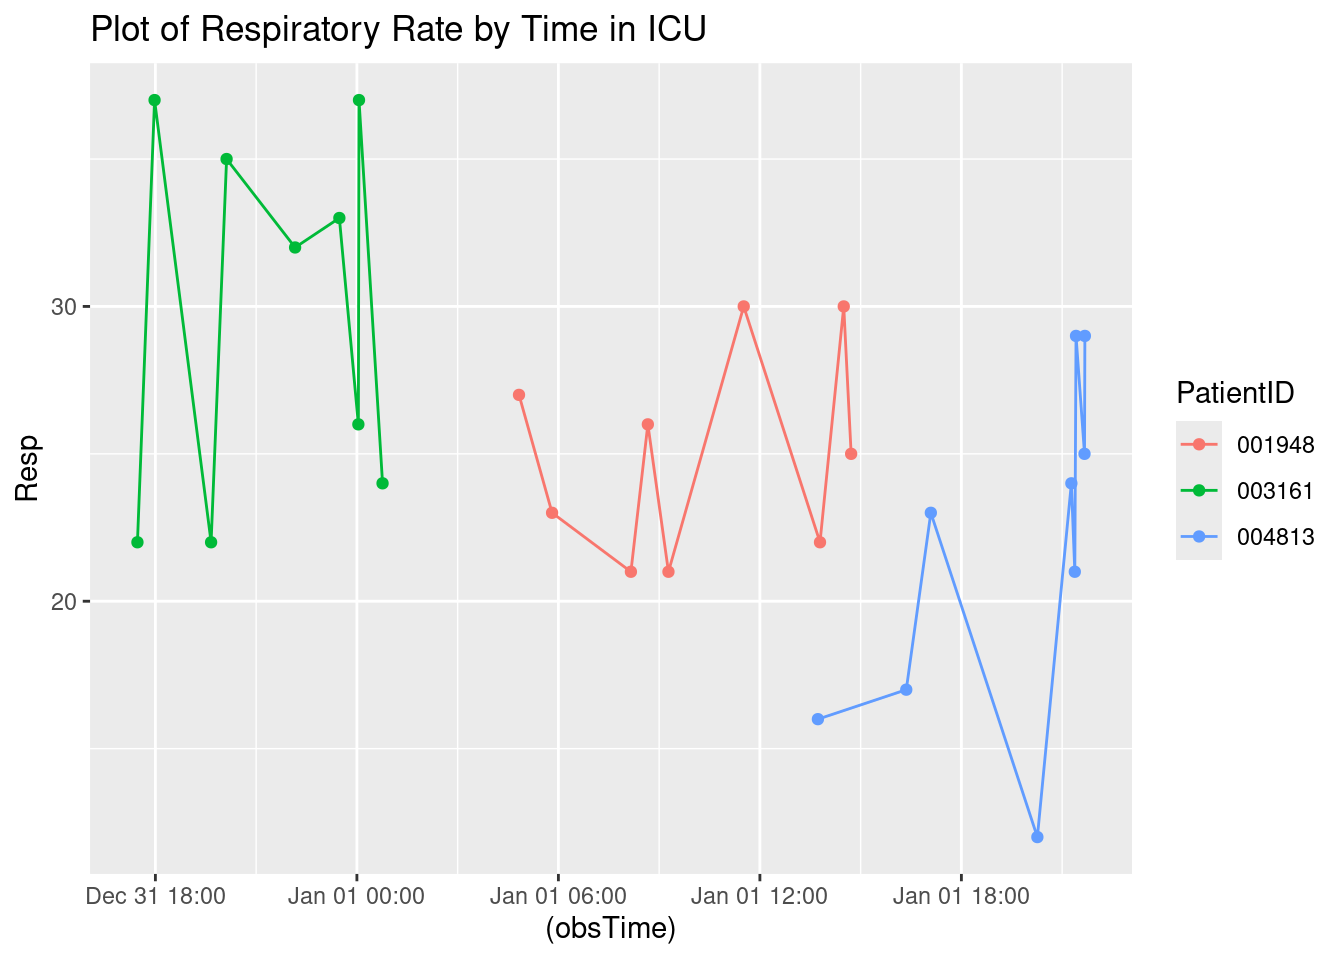 Plot of Respiratory Rate by Time in ICU
Resp
30
20
Dec 31 18:00
Jan 01 00:00
Jan 01 06:00
Jan 01 12:00
Jan 01 18:00
(obsTime)
PatientID
001948
003161
004813